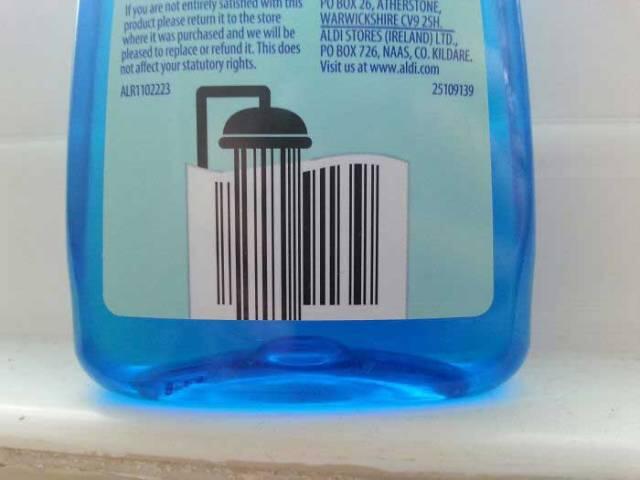 If you are not entirely satisfied with this
product please return it to the store
where it was purchased and we will be
pleased to replace or refund it. This does
not affect your statutory rights.
ALR1102223
PO BOX 26, ATHERSTONE,
WARWICKSHIRE CV9 2SH.
ALDI STORES (IRELAND) LTD.,
PO BOX 726, NAAS, CO. KILDARE.
Visit us at www.aldi.com
25109139